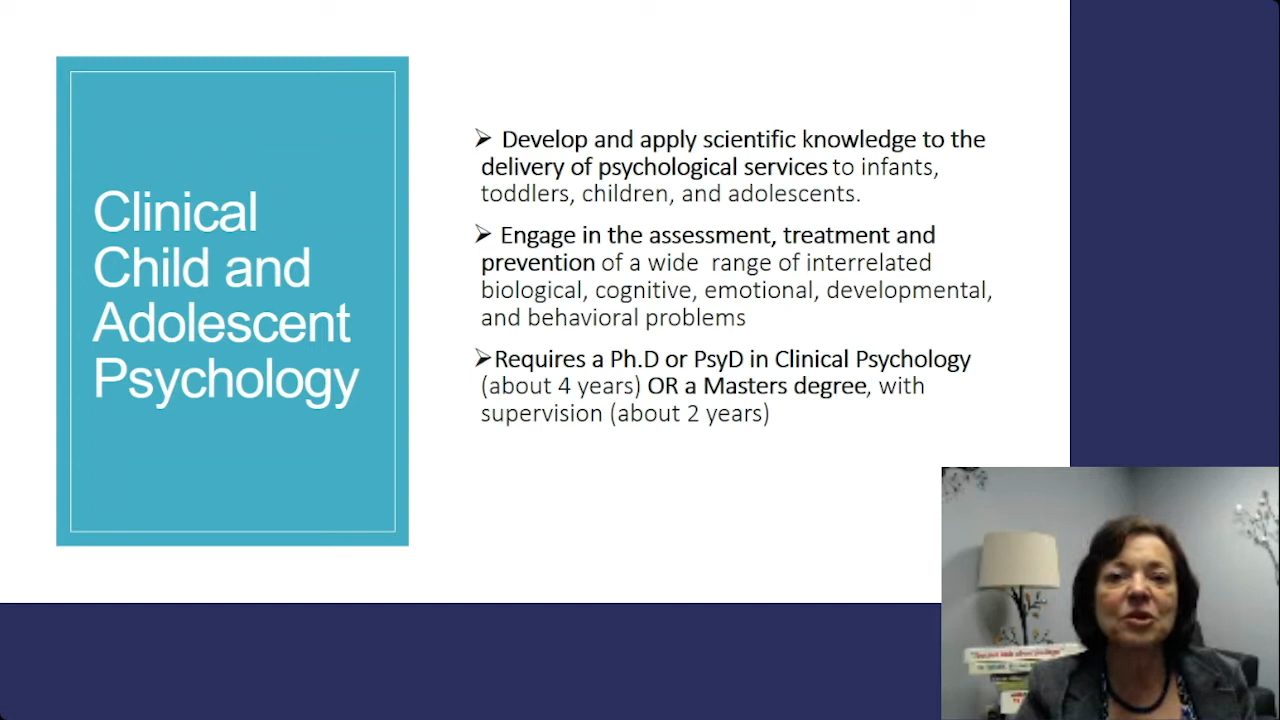 Clinical
Child and
Adolescent
Psychology
➢ Develop and apply scientific knowledge to the
delivery of psychological services to infants,
toddlers, children, and adolescents.
➢ Engage in the assessment, treatment and
prevention of a wide  range of interrelated
biological, cognitive, emotional, developmental,
and behavioral problems
➢Requires a Ph.D or PsyD in Clinical Psychology
(about 4 years) OR a Masters degree, with
supervision (about 2 years)